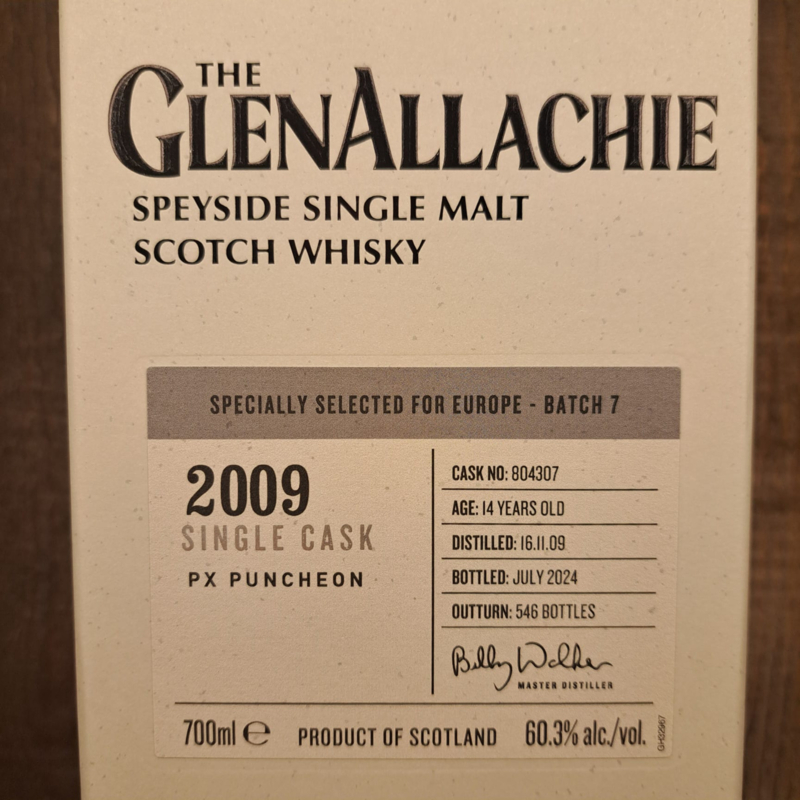 THE
GLENALLACHIE
SPEYSIDE SINGLE MALT
SCOTCH WHISKY
SPECIALLY SELECTED FOR EUROPE - BATCH 7
2009
SINGLE CASK
PX PUNCHEON
CASK NO: 804307
AGE: 14 YEARS OLD
DISTILLED: 16.11.09
BOTTLED: JULY 2024
OUTTURN: 546 BOTTLES
Billy Walker
MASTER DISTILLER
700ml ℮ PRODUCT OF SCOTLAND 60.3% alc./vol.